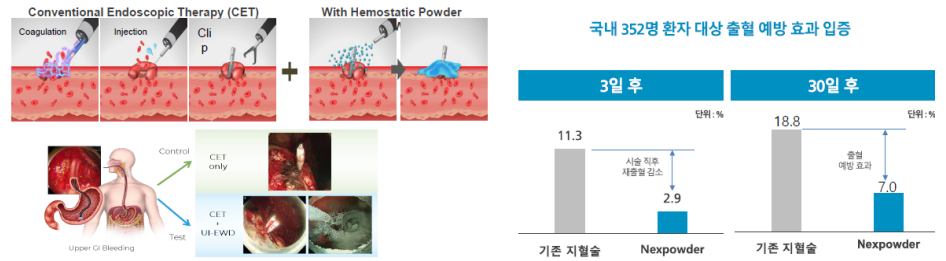 Conventional Endoscopic Therapy (CET)
With Hemostatic Powder
Coagulation
Injection
Cli
p
Control
CET
only
CET
+
UI-EWD
Test
Upper GI Bleeding
국내 352명 환자 대상 출혈 예방 효과 입증
3일 후
단위 : %
11.3
시술 직후
재출혈 감소
2.9
기존 지혈술
Nexpowder
30일 후
단위 : %
18.8
출혈
예방 효과
7.0
기존 지혈술
Nexpowder